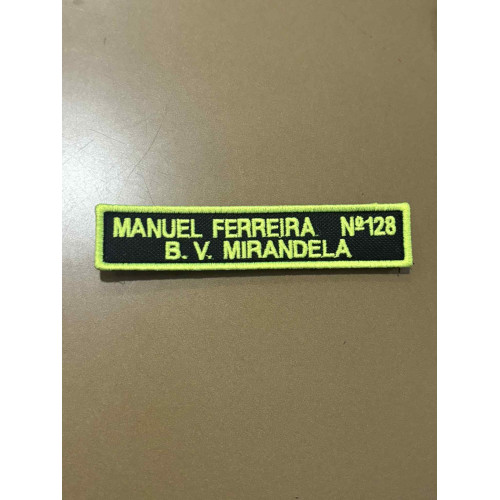 MANUEL FERREIRA Nº128
B. V. MIRANDELA